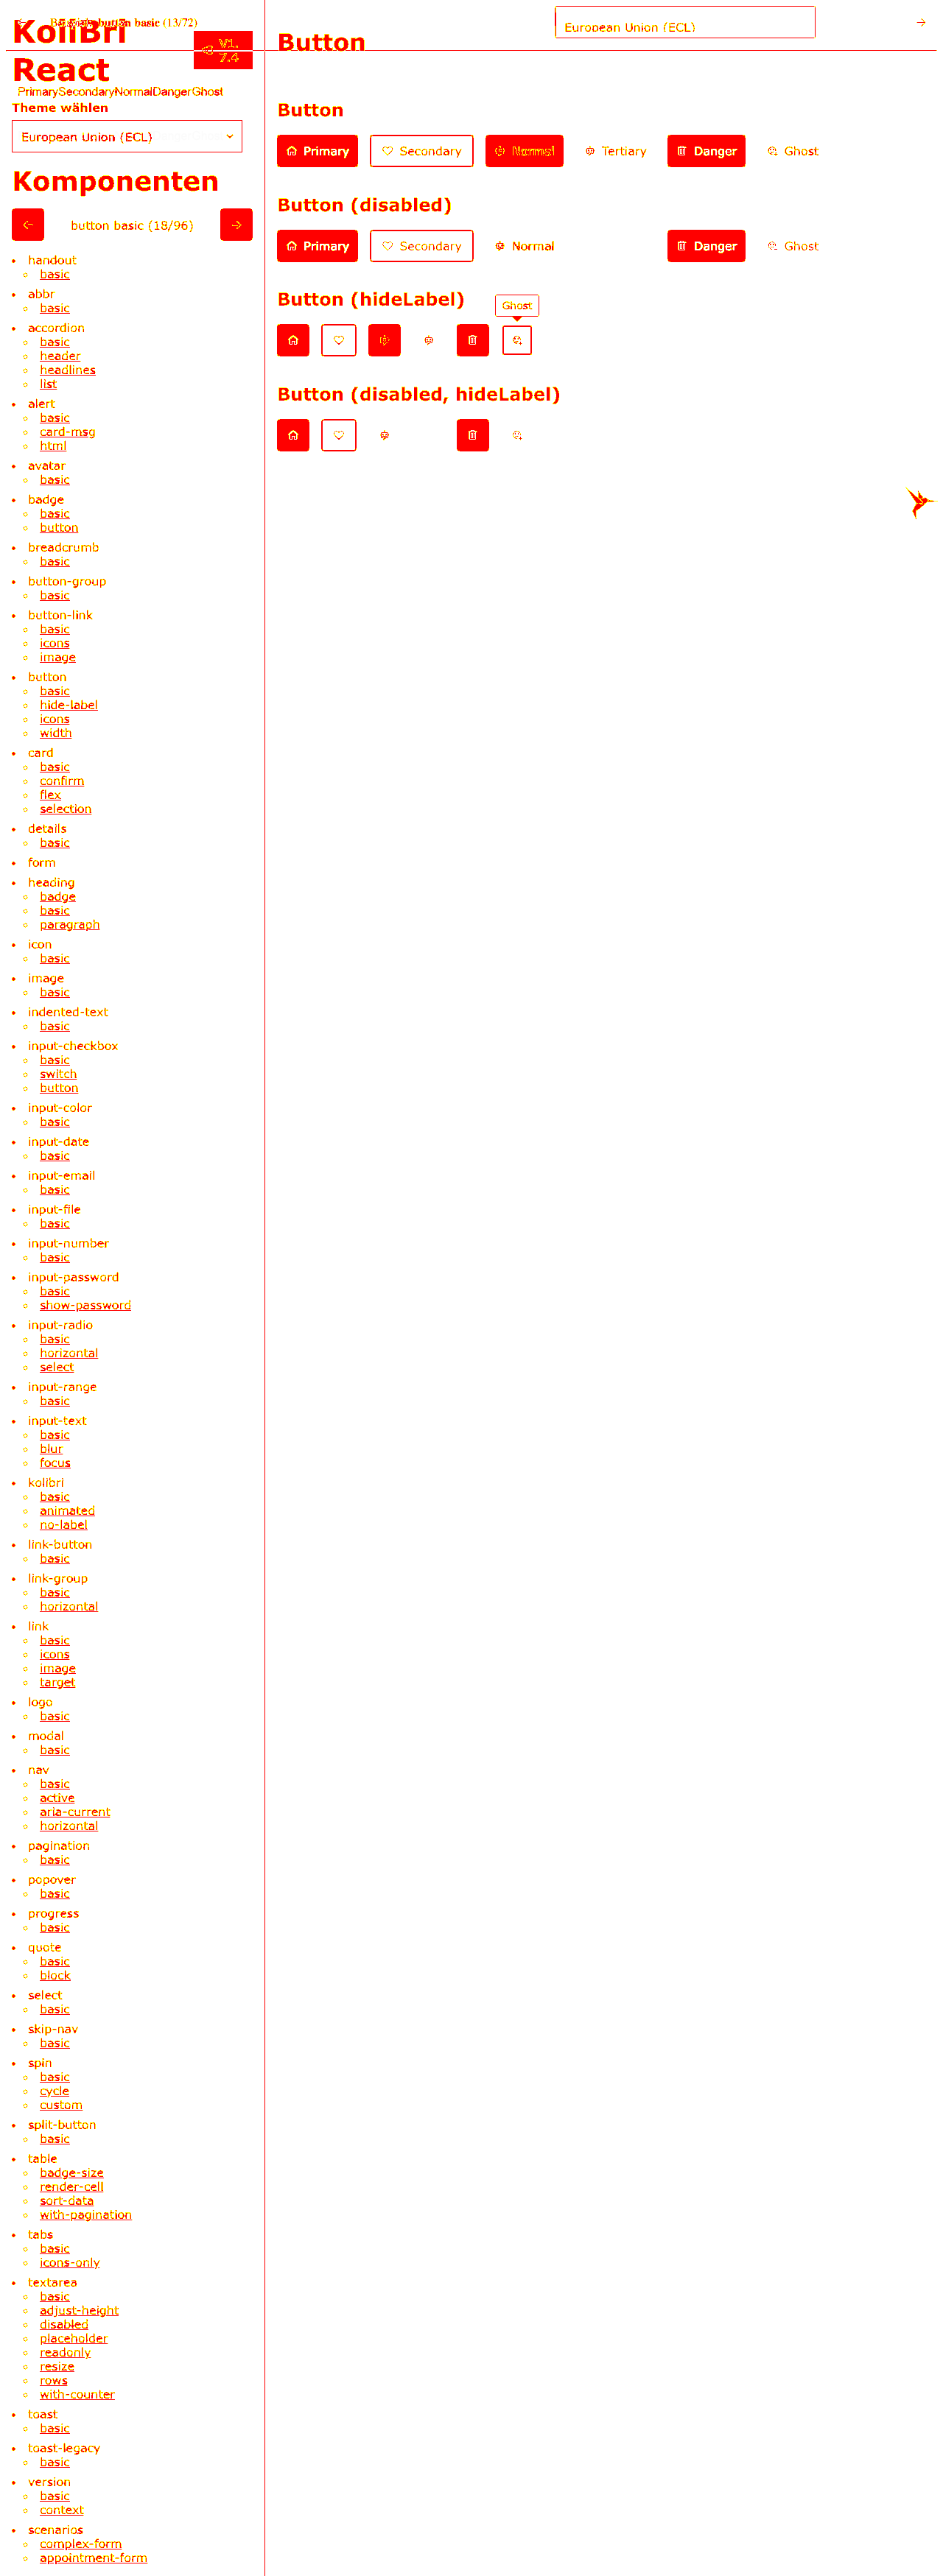 Beispiel: button basic (13/72)
European Union (ECL)
KoliBri
React
v1.
7.4
PrimarySecondaryNormalDangerGhost
Theme wählen
European Union (ECL)
Komponenten
button basic (18/96)
handout
basic
abbr
basic
accordion
basic
header
headlines
list
alert
basic
card-msg
html
avatar
basic
badge
basic
button
breadcrumb
basic
button-group
basic
button-link
basic
icons
image
button
basic
hide-label
icons
width
card
basic
confirm
flex
selection
details
basic
form
heading
badge
basic
paragraph
icon
basic
image
basic
indented-text
basic
input-checkbox
basic
switch
button
input-color
basic
input-date
basic
input-email
basic
input-file
basic
input-number
basic
input-password
basic
show-password
input-radio
basic
horizontal
select
input-range
basic
input-text
basic
blur
focus
kolibri
basic
animated
no-label
link-button
basic
link-group
basic
horizontal
link
basic
icons
image
target
logo
basic
modal
basic
nav
basic
active
aria-current
horizontal
pagination
basic
popover
basic
progress
basic
quote
basic
block
select
basic
skip-nav
basic
spin
basic
cycle
custom
split-button
basic
table
badge-size
render-cell
sort-data
with-pagination
tabs
basic
icons-only
textarea
basic
adjust-height
disabled
placeholder
readonly
resize
rows
with-counter
toast
basic
toast-legacy
basic
version
basic
context
scenarios
complex-form
appointment-form
Button
Button
Primary Secondary Normal Tertiary Danger Ghost
Button (disabled)
Primary Secondary Normal Danger Ghost
Button (hideLabel)
Ghost
Button (disabled, hideLabel)